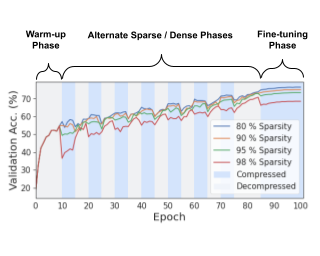 Warm-up
Phase
Alternate Sparse / Dense Phases
Fine-tuning
Phase
Validation Acc. (%)
80
70
60
50
40
30
20
80 % Sparsity
90 % Sparsity
95 % Sparsity
98 % Sparsity
Compressed
Decompressed
0 10 20 30 40 50 60 70 80 90 100
Epoch